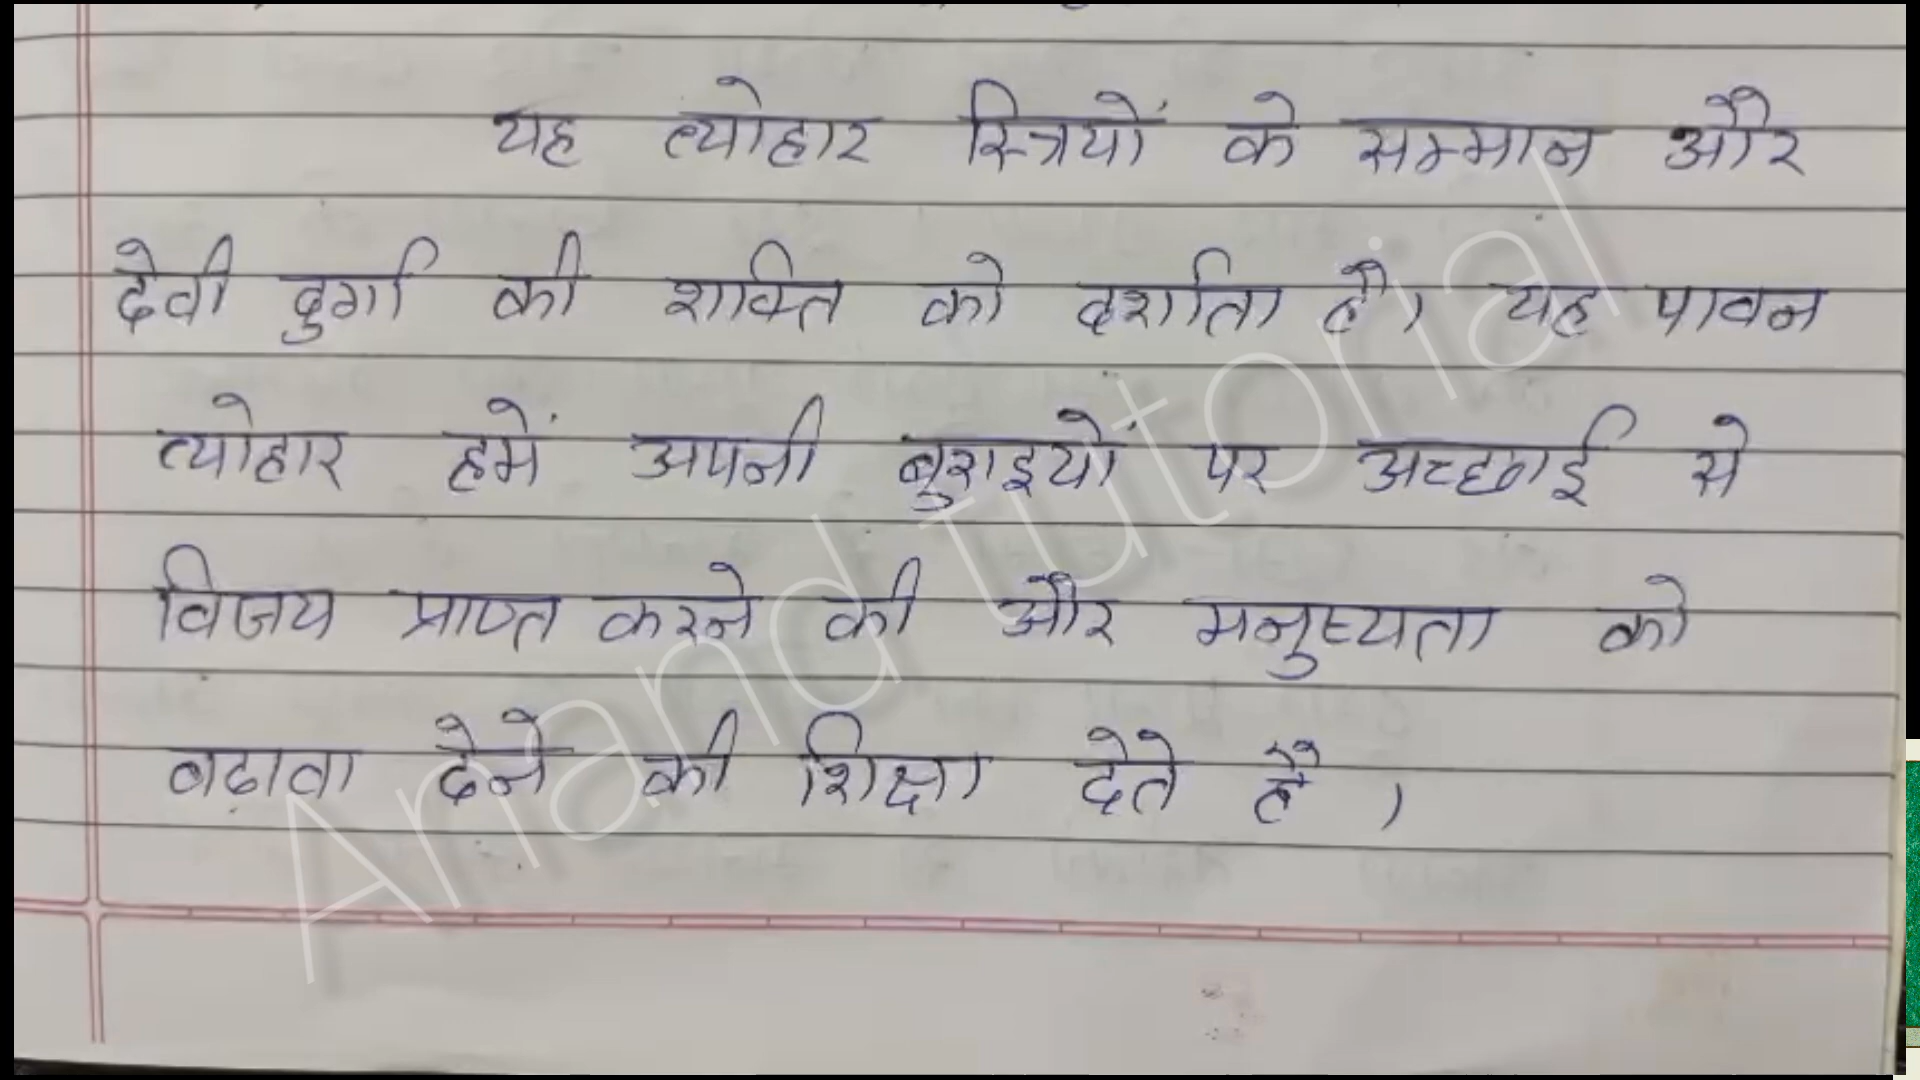 यह त्योहार स्त्रियों के सम्मान और
देवी दुर्गा की शक्ति को दर्शाता है। यह पावन
त्योहार हमें अपनी बुराइयों पर अच्छाई से
विजय प्राप्त करने की और मनुष्यता को
बढावा देने की शिक्षा देते है।
Anand tutorial